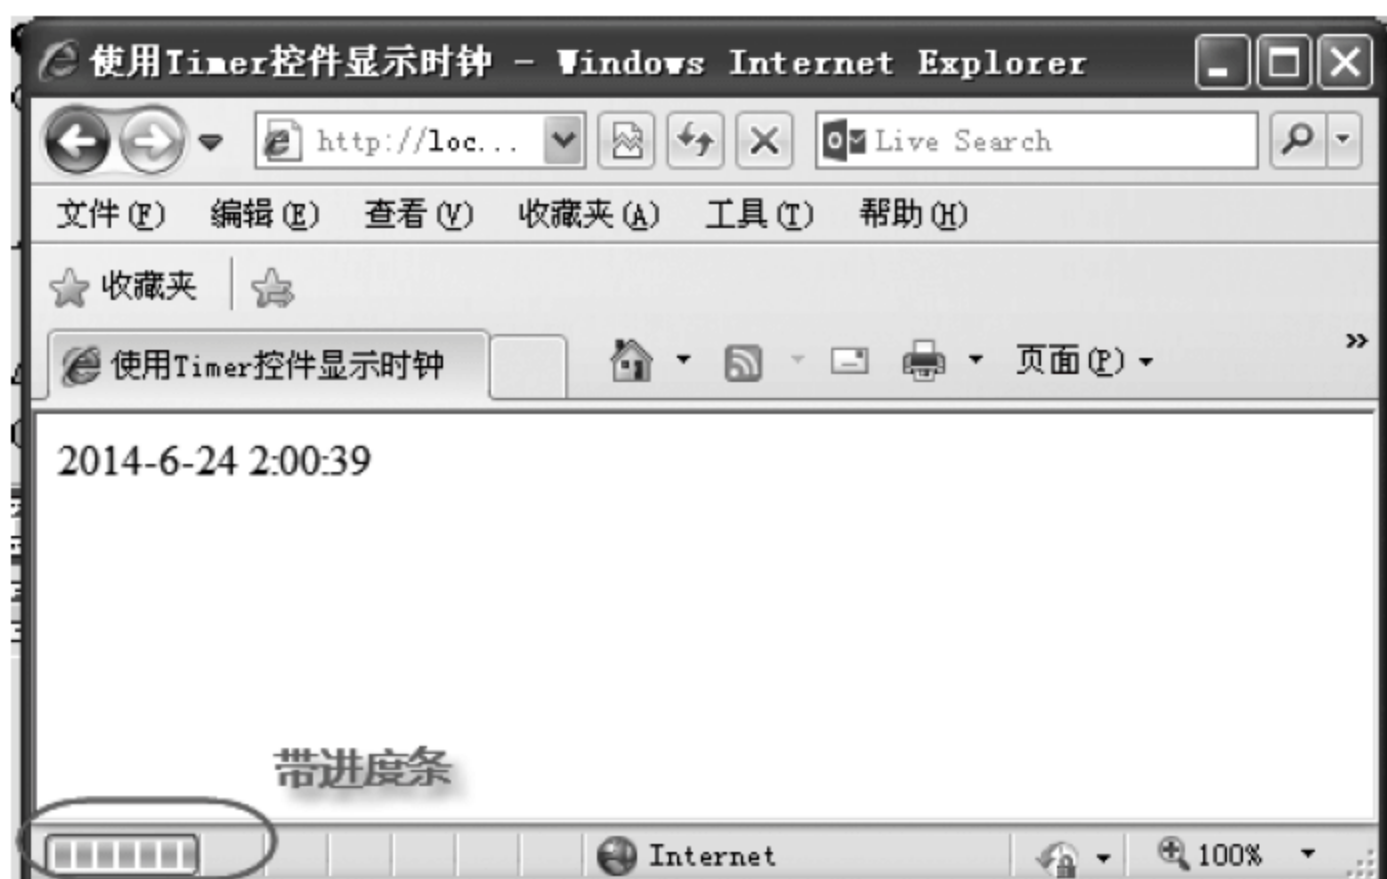 使用Timer控件显示时钟 - Windows Internet Explorer
http://loc... Live Search
文件(F) 编辑(E) 查看(V) 收藏夹(A) 工具(T) 帮助(H)
收藏夹
使用Timer控件显示时钟 页面(P) »
2014-6-24 2:00:39
带进度条
Internet 100%